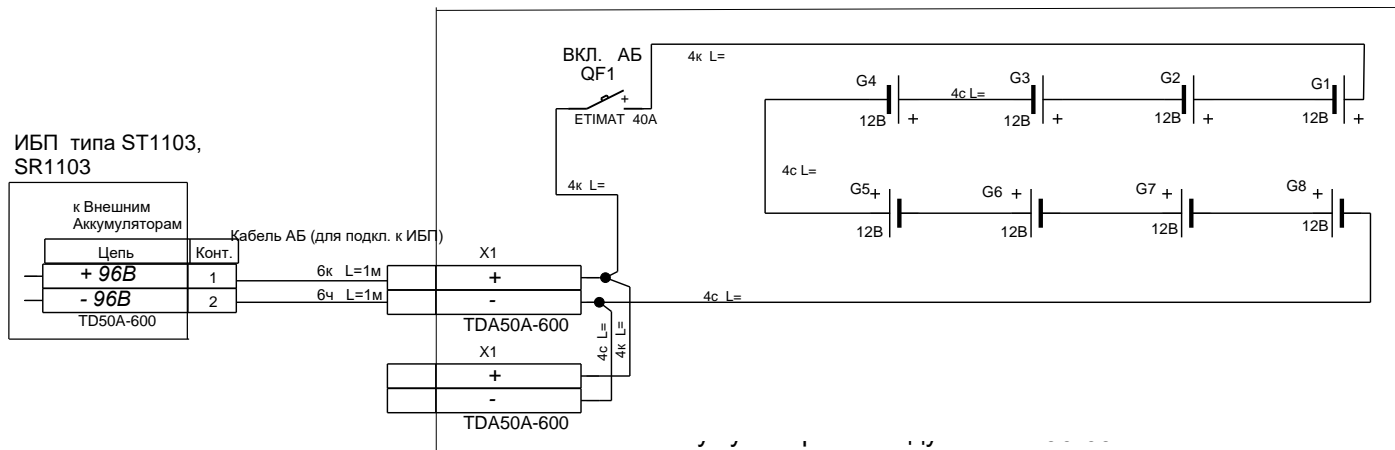 ВКЛ. АБ
QF1
+
ETIMAT 40A
4к L=
G4
12В
+
4с L=
G3
12В
+
G2
12В
+
G1
12В
+
ИБП типа ST1103,
SR1103
к Внешним
Аккумуляторам
Цепь Конт.
+ 96В 1
- 96В 2
TD50A-600
Кабель АБ (для подкл. к ИБП)
6к L=1м
6ч L=1м
4к L=
4с L=
G5 +
12В
G6 +
12В
G7 +
12В
G8 +
12В
X1
+
-
TDA50A-600
4с L=
4с L=
4к L=
X1
+
-
TDA50A-600